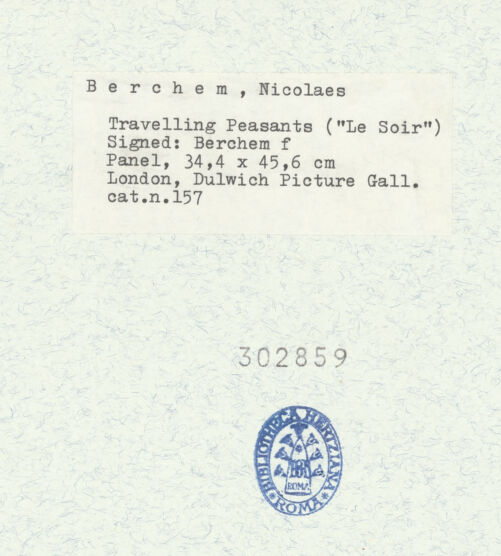 Berchem, Nicolaes
Travelling Peasants ("Le Soir")
Signed: Berchem f
Panel, 34,4 x 45,6 cm
London, Dulwich Picture Gall.
cat.n.157
302859
BIBLIOTHECA HERTZIANA
ROMA
*ROMA*